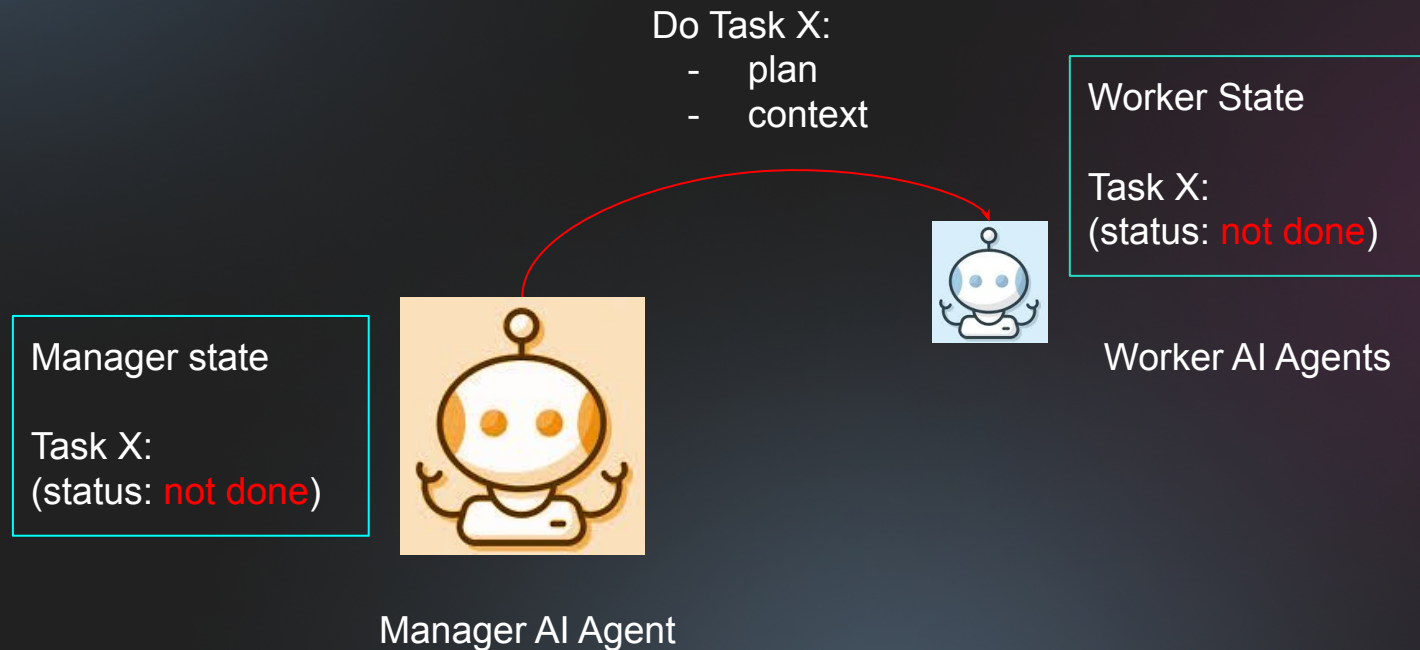 Do Task X:
- plan
- context
Worker State
Task X:
(status: not done)
Worker AI Agents
Manager state
Task X:
(status: not done)
Manager AI Agent